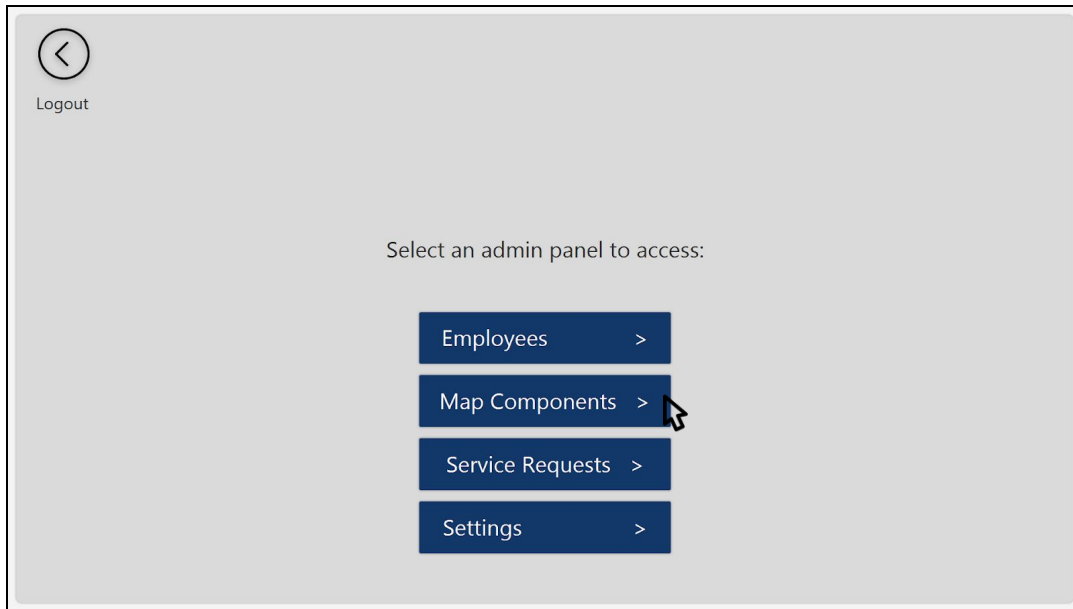 Logout
Select an admin panel to access:
Employees >
Map Components >
Service Requests >
Settings >